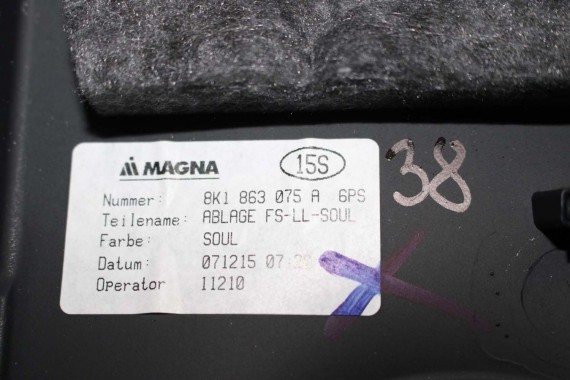 MAGNA 15S
Nummer: 8K1 863 075 A 6PS
Teilename: ABLAGE FS-LL-SOUL
Farbe: SOUL
Datum: 071215 07:
Operator 11210
38